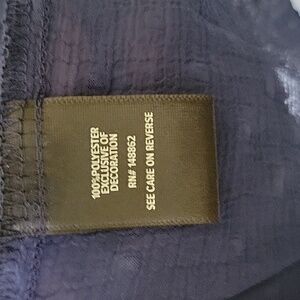 100%POLYESTER
EXCLUSIVE OF
DECORATION
RN# 148862
SEE CARE ON REVERSE